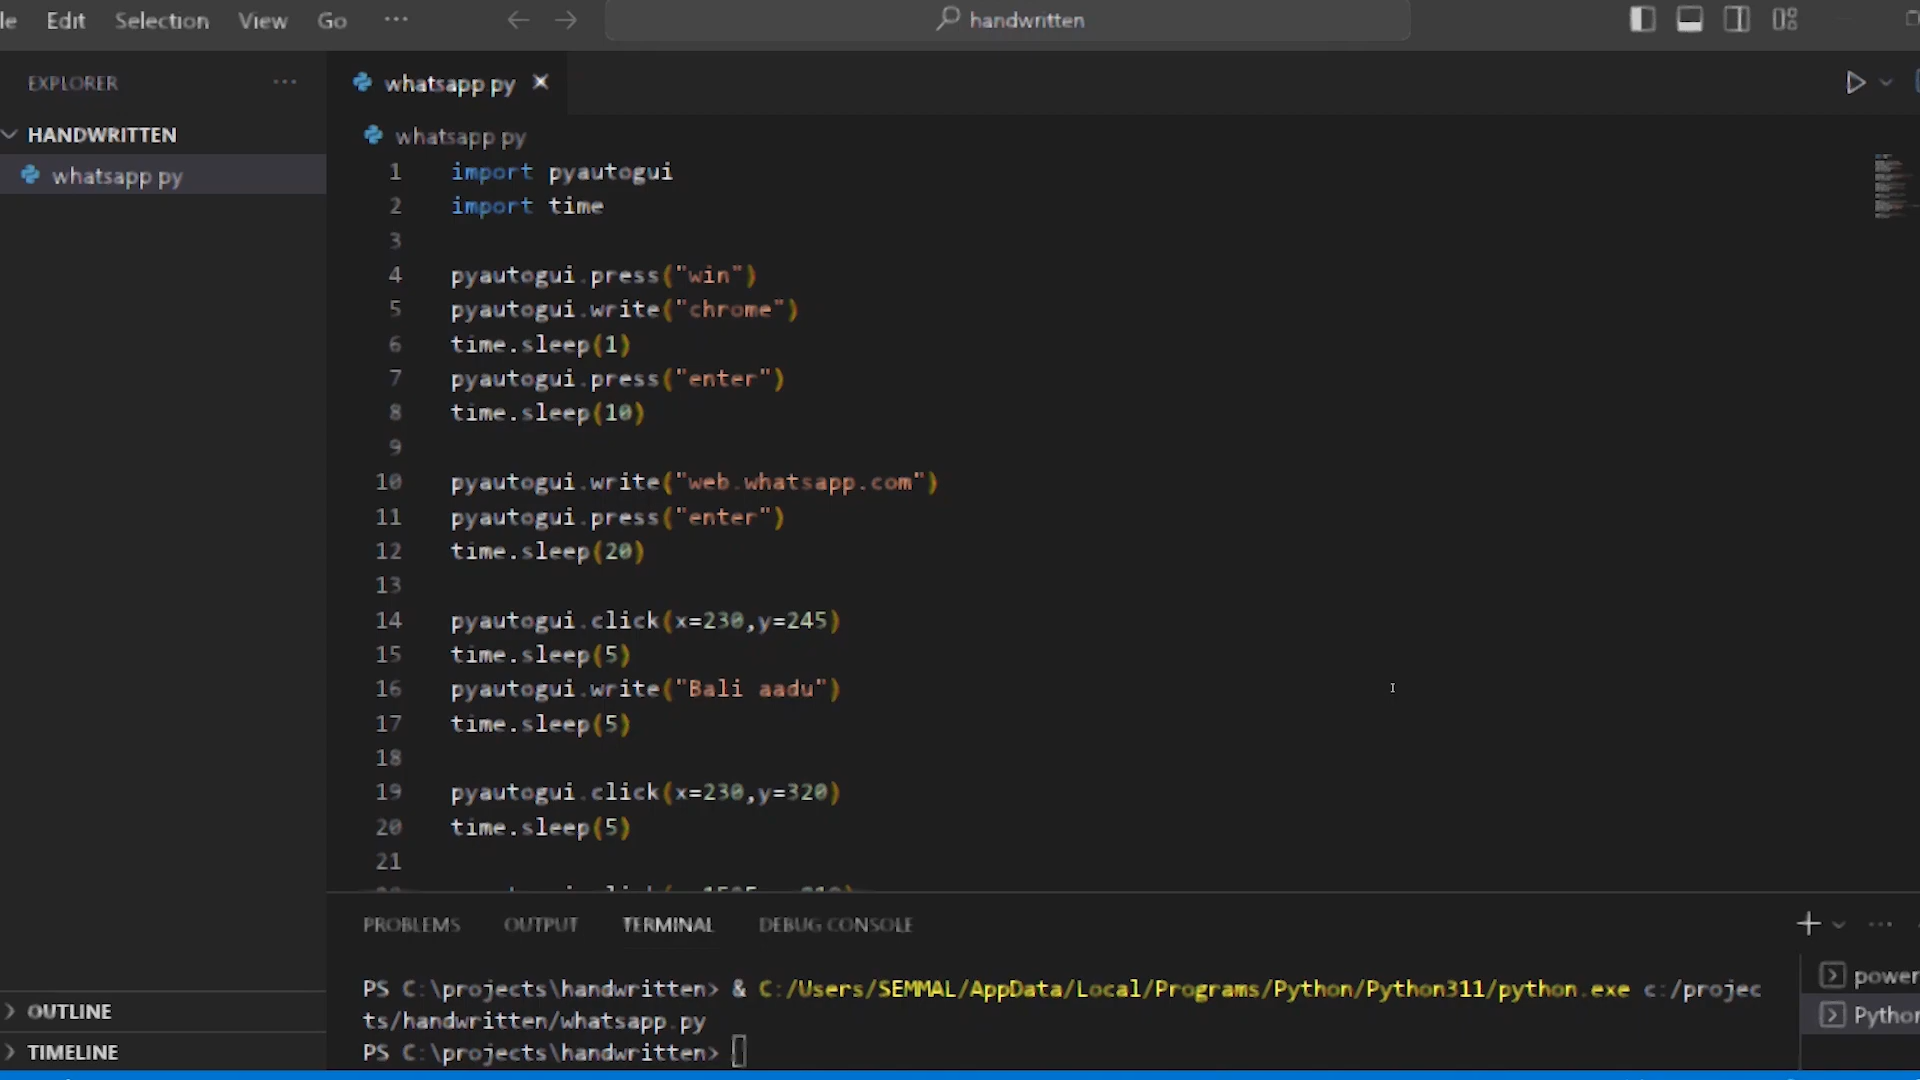 Edit Selection View Go ...
handwritten
EXPLORER ...
whatsapp.py
HANDWRITTEN
whatsapp.py
whatsapp.py
1 import pyautogui
2 import time
3
4 pyautogui.press("win")
5 pyautogui.write("chrome")
6 time.sleep(1)
7 pyautogui.press("enter")
8 time.sleep(10)
9
10 pyautogui.write("web.whatsapp.com")
11 pyautogui.press("enter")
12 time.sleep(20)
13
14 pyautogui.click(x=230,y=245)
15 time.sleep(5)
16 pyautogui.write("Bali aadu")
17 time.sleep(5)
18
19 pyautogui.click(x=230,y=320)
20 time.sleep(5)
21
PROBLEMS OUTPUT TERMINAL DEBUG CONSOLE
PS C:\projects\handwritten> & C:/Users/SEMMAL/AppData/Local/Programs/Python/Python311/python.exe c:/projec
ts/handwritten/whatsapp.py
PS C:\projects\handwritten>
power
Python
OUTLINE
TIMELINE